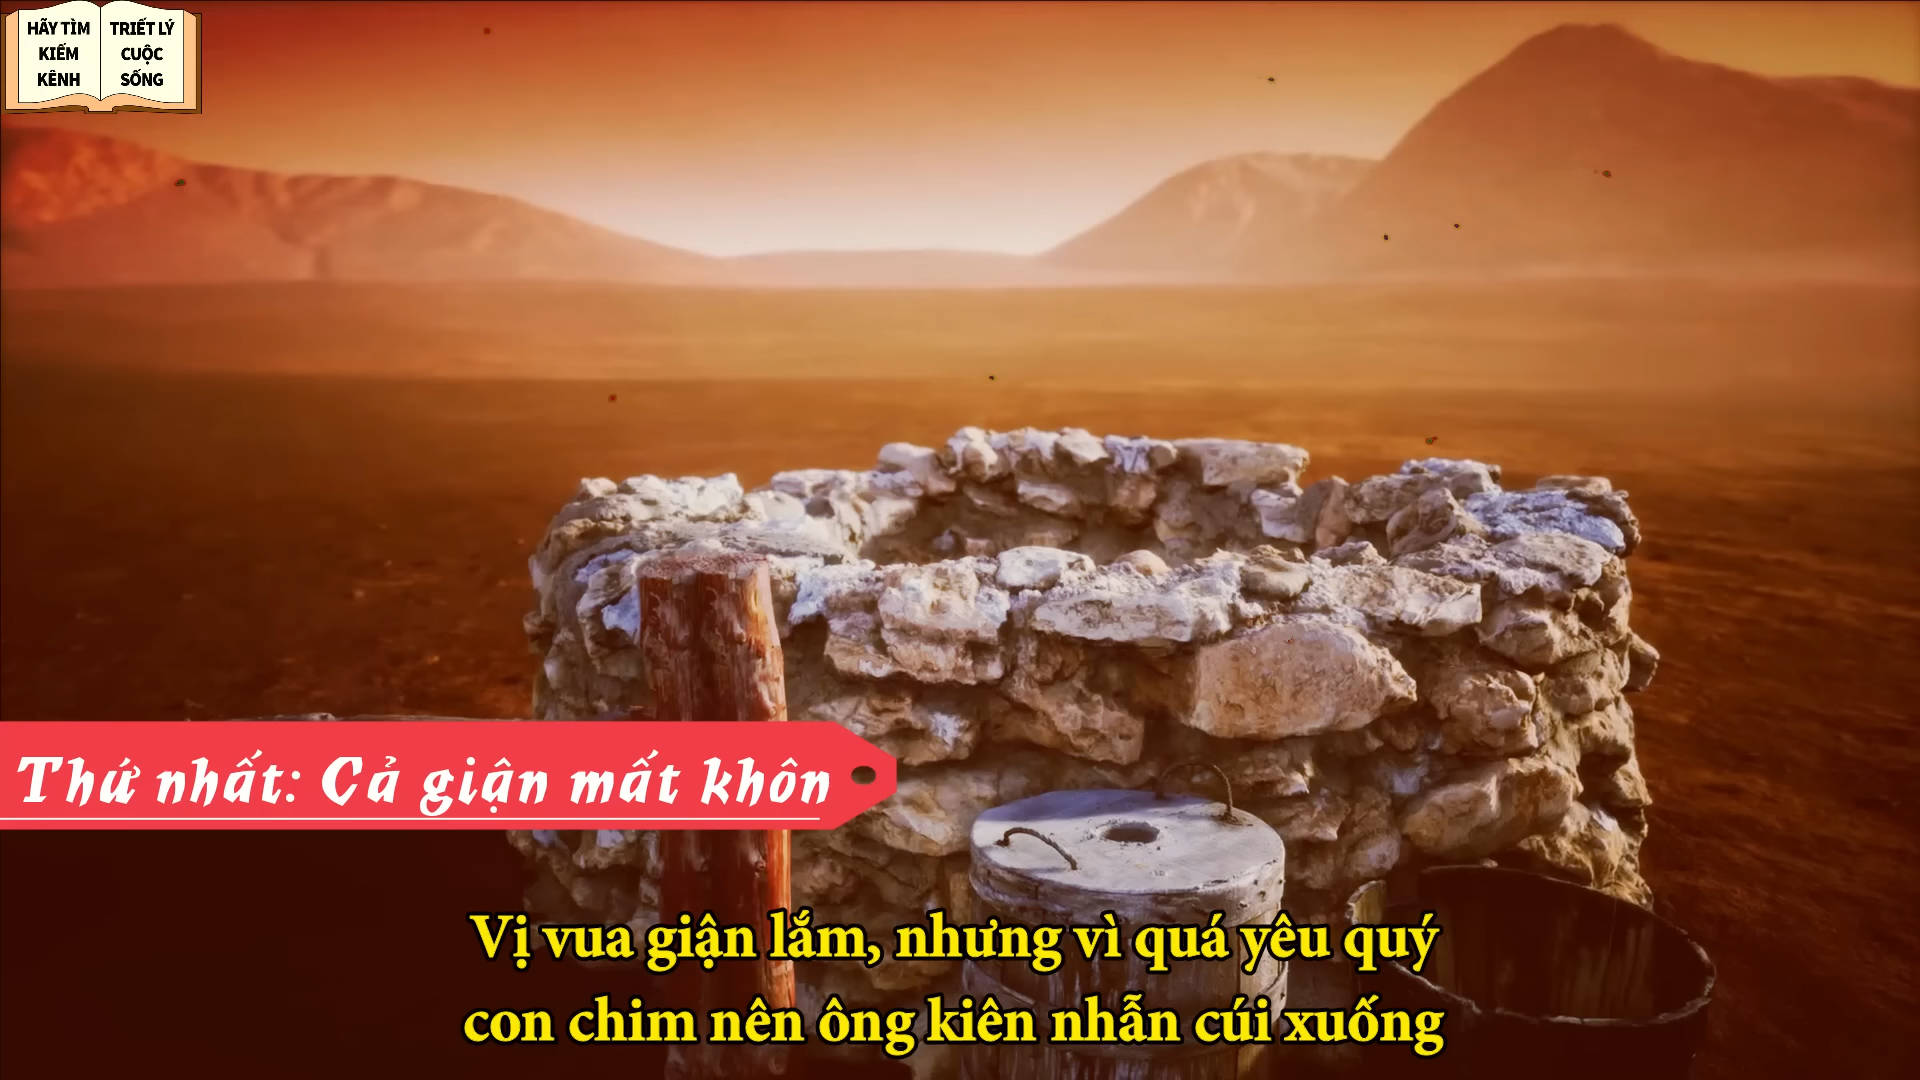 HÃY TÌM
KIẾM
KÊNH
TRIẾT LÝ
CUỘC
SỐNG
Thứ nhất: Cả giận mất khôn
Vị vua giận lắm, nhưng vì quá yêu quý
con chim nên ông kiên nhẫn cúi xuống